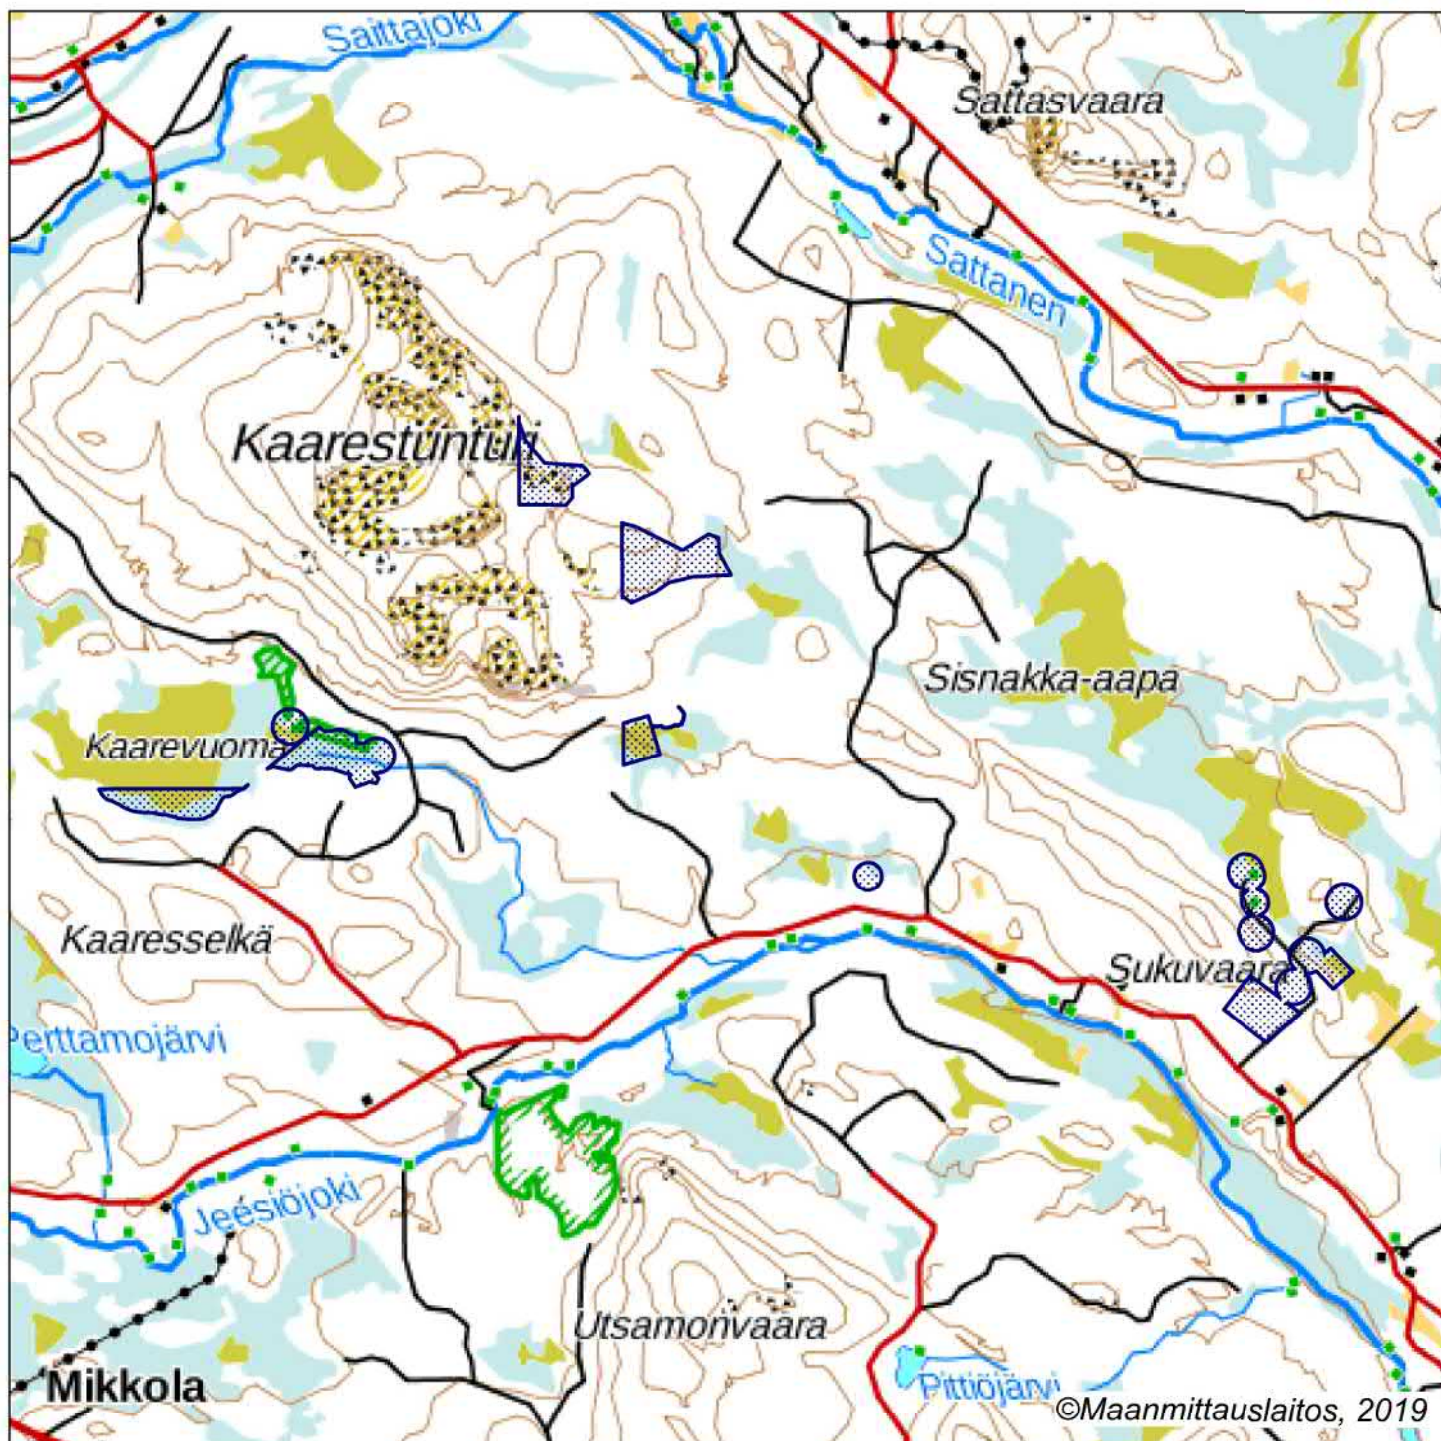 Saittajoki
Sattasvaara
Sattanen
Kaarestunturi
Sisnakka-aapa
Kaarevuoma
Kaaresselkä
Sukuvaara
Perttamojärvi
Jeesiöjoki
Utsamonvaara
Mikkola
Pittiöjärvi
©Maanmittauslaitos, 2019